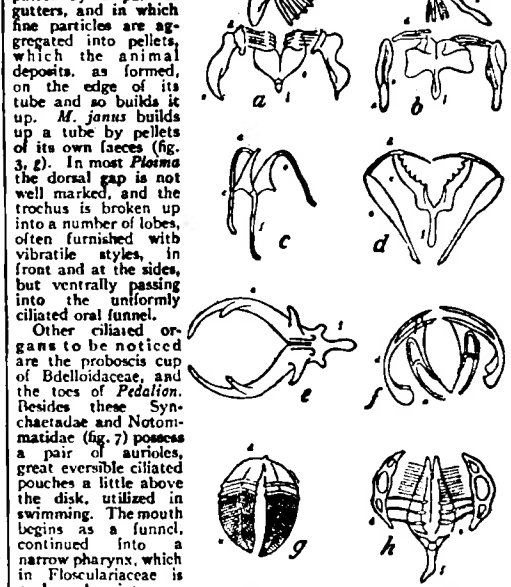 gutters, and in which
fine particles are ag-
gregated into pellets,
which the animal
deposits, as formed,
on the edge of its
tube and so builds it
up. M. janus builds
up a tube by pellets
of its own faeces (fig.
3, g). In most Ploima
the dorsal gap is not
well marked, and the
trochus is broken up
into a number of lobes,
often furnished with
vibratile styles, in
front and at the sides,
but ventrally passing
into the uniformly
ciliated oral funnel.
Other ciliated or-
gans to be noticed
are the proboscis cup
of Bdelloidaceae, and
the toes of Pedalion.
Besides these Syn-
chaetadae and Notom-
matidae (fig. 7) possess
a pair of aurioles,
great eversible ciliated
pouches a little above
the disk, utilized in
swimming. The mouth
begins as a funnel,
continued into a
narrow pharynx, which
in Flosculariaceae is
a
b
c
d
e
f
g
h